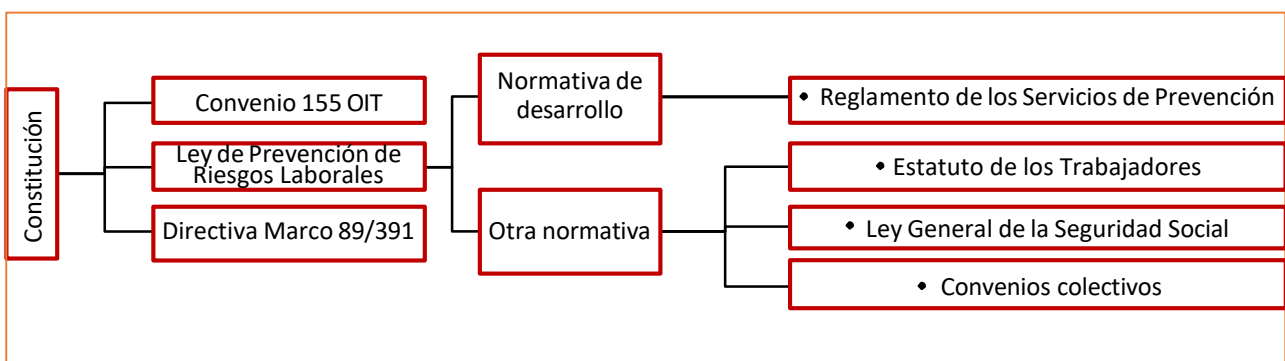 Constitución
Convenio 155 OIT
Ley de Prevención de
Riesgos Laborales
Directiva Marco 89/391
Normativa de
desarrollo
Otra normativa
• Reglamento de los Servicios de Prevención
• Estatuto de los Trabajadores
• Ley General de la Seguridad Social
• Convenios colectivos